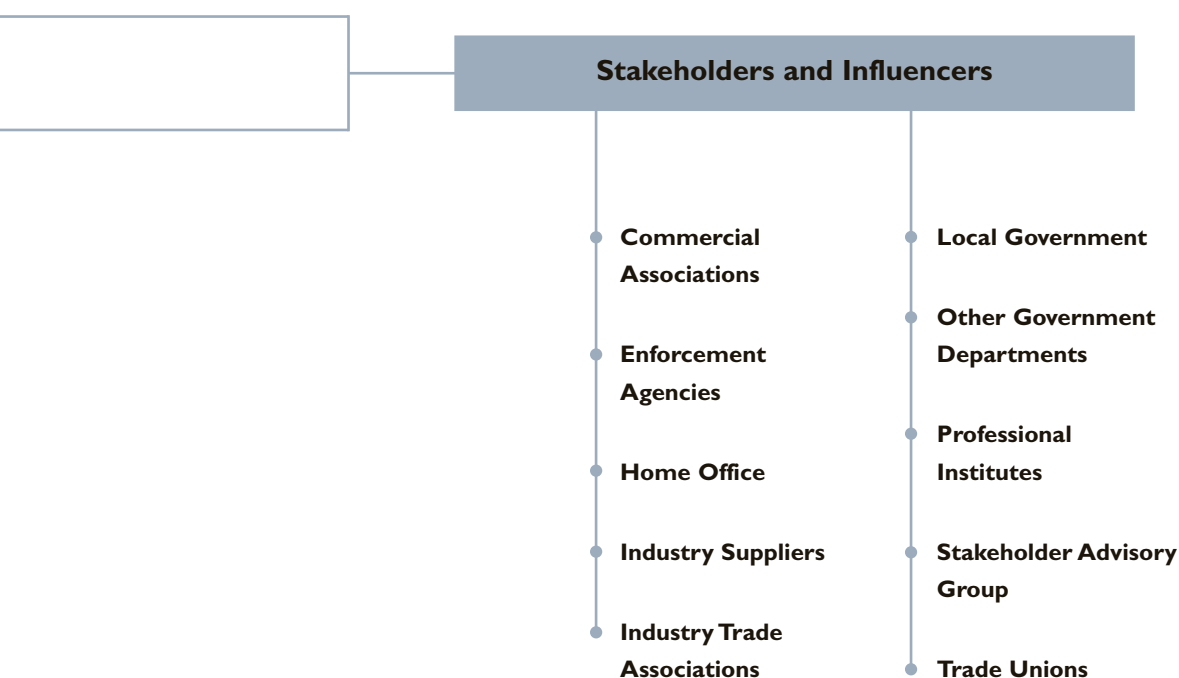 Stakeholders and Influencers
Commercial
Associations
Enforcement
Agencies
Home Office
Industry Suppliers
Industry Trade
Associations
Local Government
Other Government
Departments
Professional
Institutes
Stakeholder Advisory
Group
Trade Unions